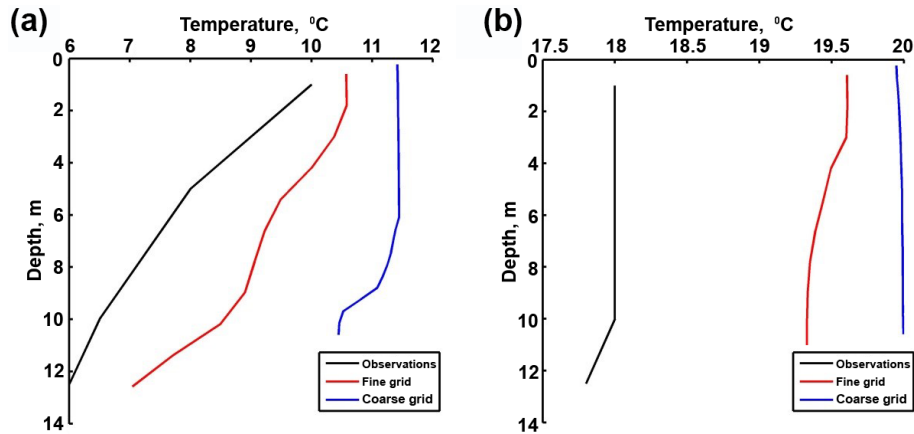 (a)
Temperature, ⁰C
6 7 8 9 10 11 12
0
2
4
6
8
10
12
14
Depth, m
Observations
Fine grid
Coarse grid
(b)
Temperature, ⁰C
17.5 18 18.5 19 19.5 20
0
2
4
6
8
10
12
14
Depth, m
Observations
Fine grid
Coarse grid